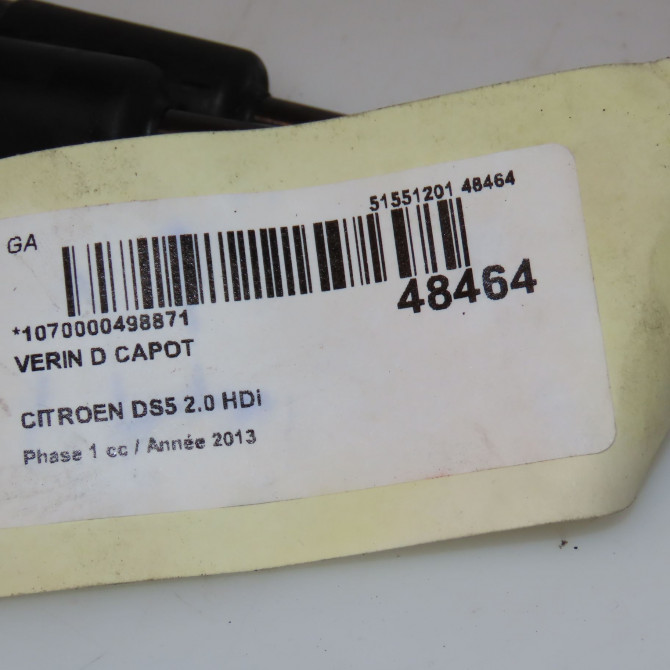 51551201 48464
GA
48464
*1070000498871
VERIN D CAPOT
CITROEN DS5 2.0 HDi
Phase 1 cc / Année 2013